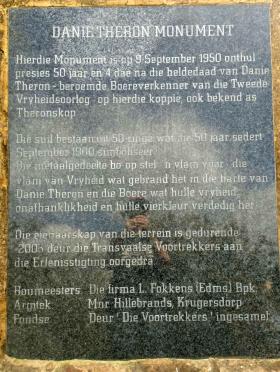 DANIE THERON MONUMENT
Hierdie Monument is op 9 September 1950 onthul
presies 50 jaar en 4 dae na die heldedaad van Danie
Theron - beroemde Boereverkenner van die Tweede
Vryheidsoorlog - op hierdie koppie, ook bekend as
Theronskop
Die suil bestaan uit 50 ringe wat die 50 jaar sedert
September 1900 simboliseer
Die metaalgedeelte bo-op stel 'n vlam voor - die
vlam van Vryheid wat gebrand het in die harte van
Danie Theron en die Boere wat hulle vryheid,
onafhanklikheid en hulle vierkleur verdedig het
Die eienaarskap van die terrein is gedurende
2005 deur die Transvaalse Voortrekkers aan
die Erfenisstigting oorgedra
Boumeesters: Die firma L. Fokkens (Edms) Bpk.
Argitek: Mnr. Hillebrands, Krugersdorp
Fondse: Deur 'Die Voortrekkers' ingesamel